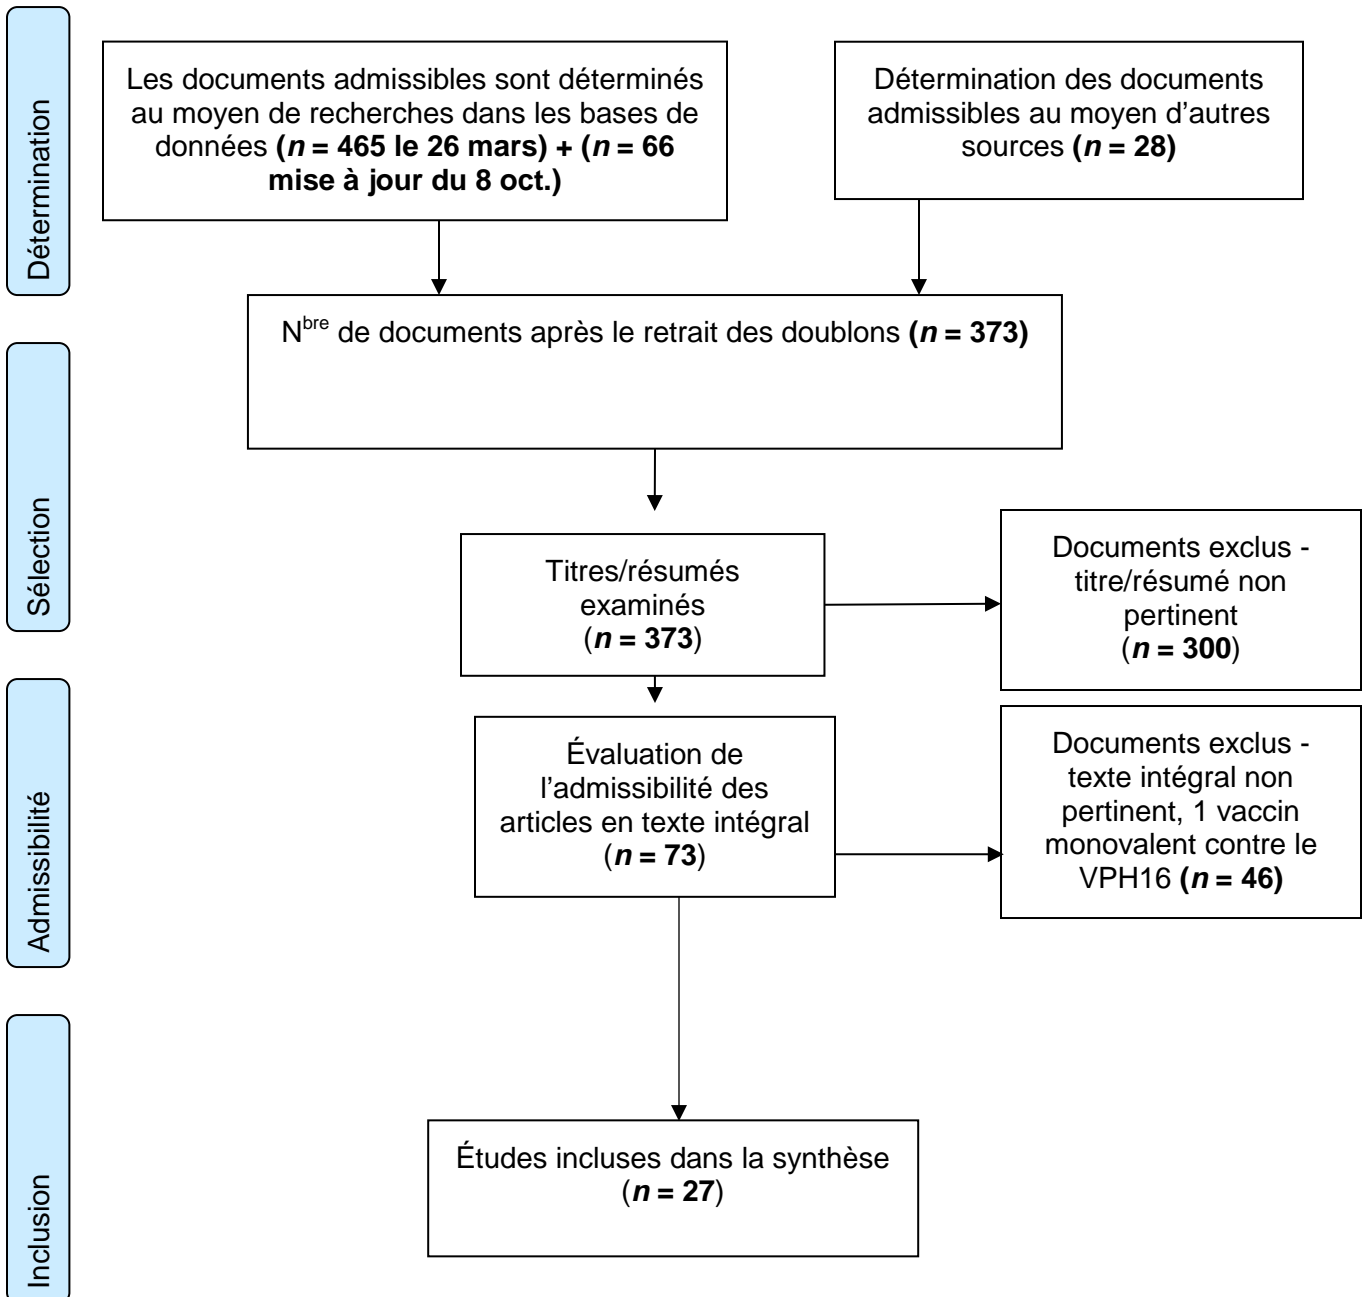 Détermination
Les documents admissibles sont déterminés
au moyen de recherches dans les bases de
données (n = 465 le 26 mars) + (n = 66
mise à jour du 8 oct.)
Détermination des documents
admissibles au moyen d'autres
sources (n = 28)
Nbre de documents après le retrait des doublons (n = 373)
Sélection
Titres/résumés
examinés
(n = 373)
Documents exclus -
titre/résumé non
pertinent
(n = 300)
Admissibilité
Évaluation de
l'admissibilité des
articles en texte intégral
(n = 73)
Documents exclus -
texte intégral non
pertinent, 1 vaccin
monovalent contre le
VPH16 (n = 46)
Inclusion
Études incluses dans la synthèse
(n = 27)